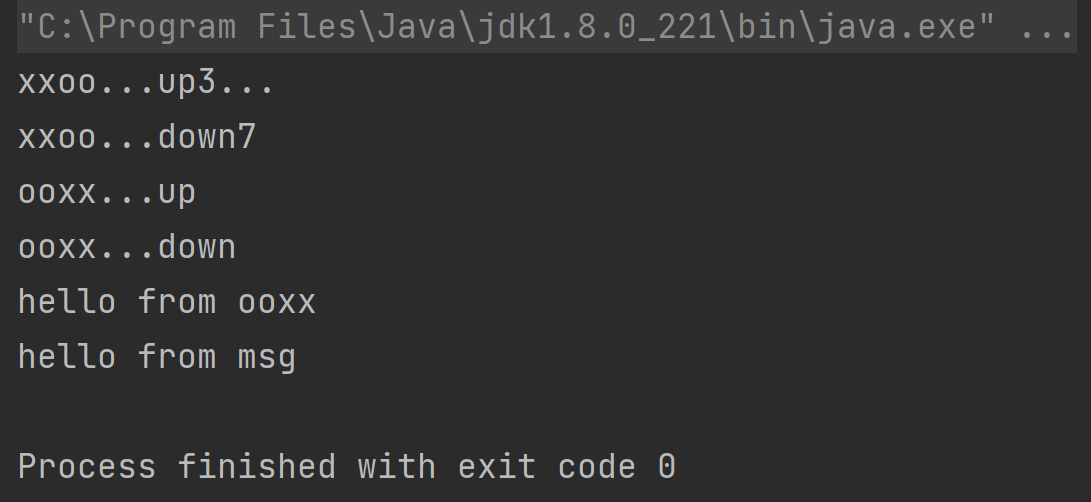 "C:\Program Files\Java\jdk1.8.0_221\bin\java.exe" ...
xxoo...up3...
xxoo...down7
ooxx...up
ooxx...down
hello from ooxx
hello from msg
Process finished with exit code 0